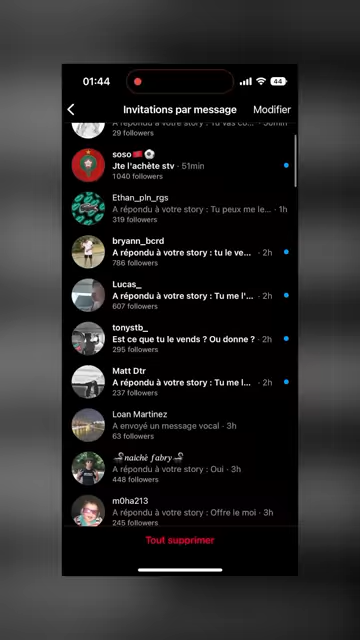 01:44
44
Invitations par message
Modifier
A répondu à votre story : Tu vas co... · 50min
29 followers
soso🇲🇦⚽
Jte l'achète stv · 51min
1040 followers
Ethan_pln_rgs
A répondu à votre story : Tu peux me le... · 1h
319 followers
bryann_bcrd
A répondu à votre story : tu le ve... · 2h
786 followers
Lucas_
A répondu à votre story : Tu me l'... · 2h
607 followers
tonystb_
Est ce que tu le vends ? Ou donne ? · 2h
295 followers
Matt Dtr
A répondu à votre story : Tu me l... · 2h
237 followers
Loan Martinez
A envoyé un message vocal · 3h
63 followers
naichè fabry
A répondu à votre story : Oui · 3h
448 followers
m0ha213
A répondu à votre story : Offre le moi · 3h
245 followers
Tout supprimer